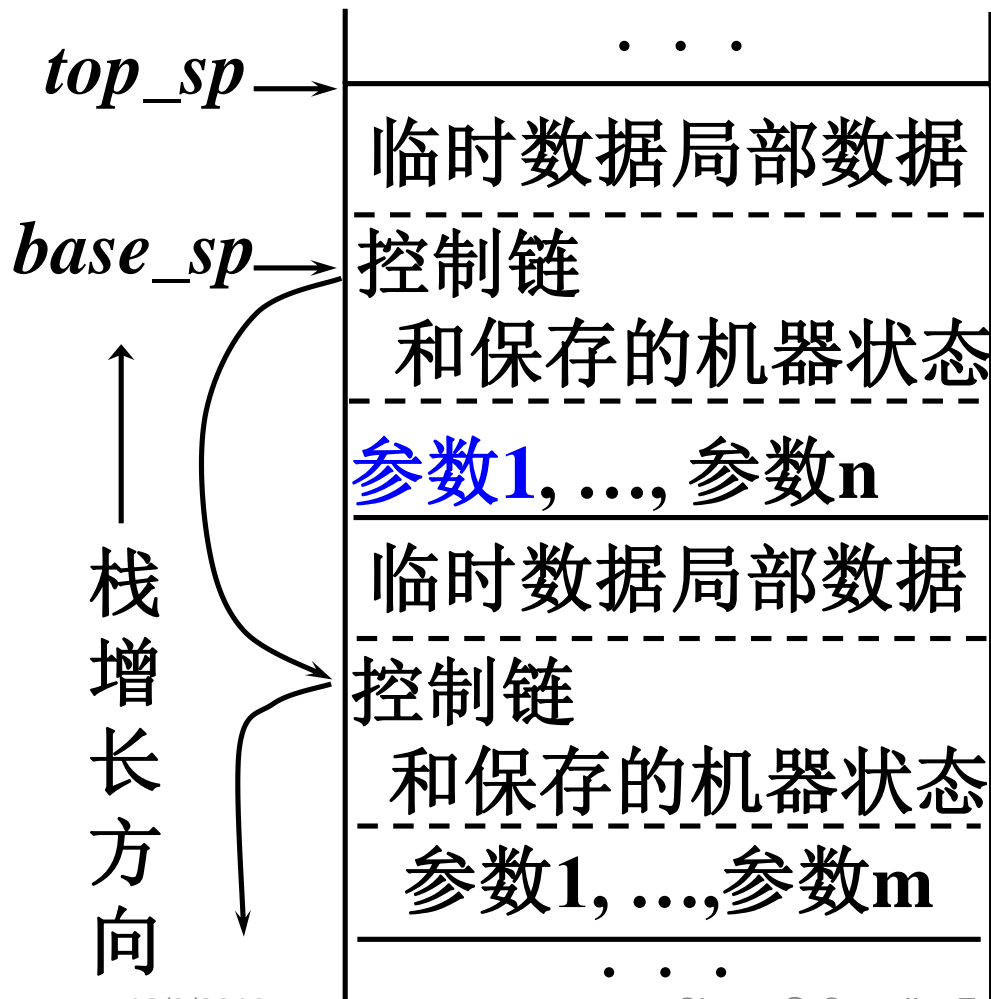 . . .
top_sp
临时数据局部数据
base_sp
控制链
和保存的机器状态
参数1, …, 参数n
临时数据局部数据
控制链
和保存的机器状态
参数1, …,参数m
. . .
栈增长方向